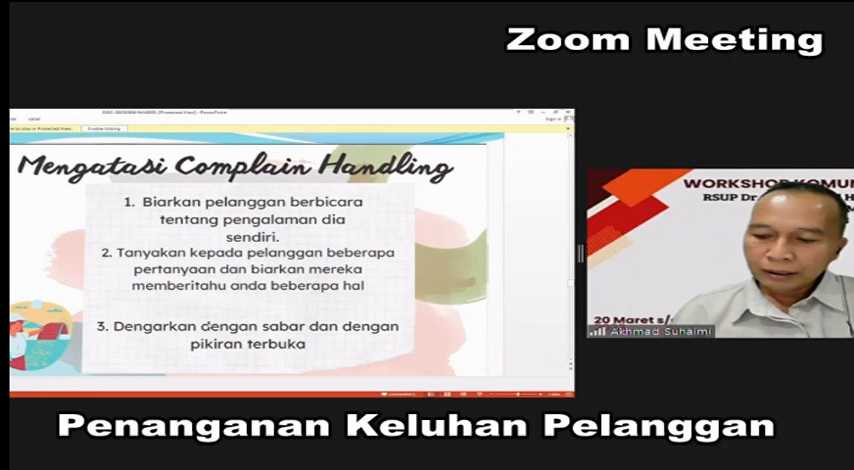 Zoom Meeting
Enable Editing
Mengatasi Complain Handling
1. Biarkan pelanggan berbicara
tentang pengalaman dia
sendiri.
2. Tanyakan kepada pelanggan beberapa
pertanyaan dan biarkan mereka
memberitahu anda beberapa hal
3. Dengarkan dengan sabar dan dengan
pikiran terbuka
WORKSHOP KOMUN
RSUP Dr
20 Maret s/
Akhmad Suhaimi
Penanganan Keluhan Pelanggan